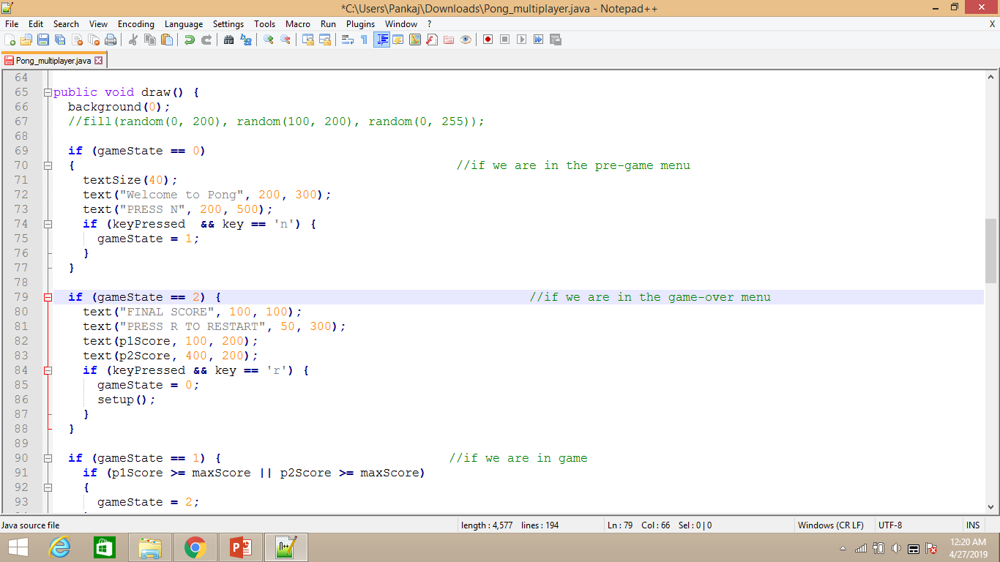 *C:\Users\Pankaj\Downloads\Pong_multiplayer.java - Notepad++
File Edit Search View Encoding Language Settings Tools Macro Run Plugins Window ? X
Pong_multiplayer.java
64
65 public void draw() {
66 background(0);
67 //fill(random(0, 200), random(100, 200), random(0, 255));
68
69 if (gameState == 0)
70 { //if we are in the pre-game menu
71 textSize(40);
72 text("Welcome to Pong", 200, 300);
73 text("PRESS N", 200, 500);
74 if (keyPressed  && key == 'n') {
75 gameState = 1;
76 }
77 }
78
79 if (gameState == 2) { //if we are in the game-over menu
80 text("FINAL SCORE", 100, 100);
81 text("PRESS R TO RESTART", 50, 300);
82 text(p1Score, 100, 200);
83 text(p2Score, 400, 200);
84 if (keyPressed && key == 'r') {
85 gameState = 0;
86 setup();
87 }
88 }
89
90 if (gameState == 1) { //if we are in game
91 if (p1Score >= maxScore || p2Score >= maxScore)
92 {
93 gameState = 2;
Java source file length : 4,577 lines : 194 Ln : 79 Col : 66 Sel : 0 | 0 Windows (CR LF) UTF-8 INS
12:20 AM
4/27/2019